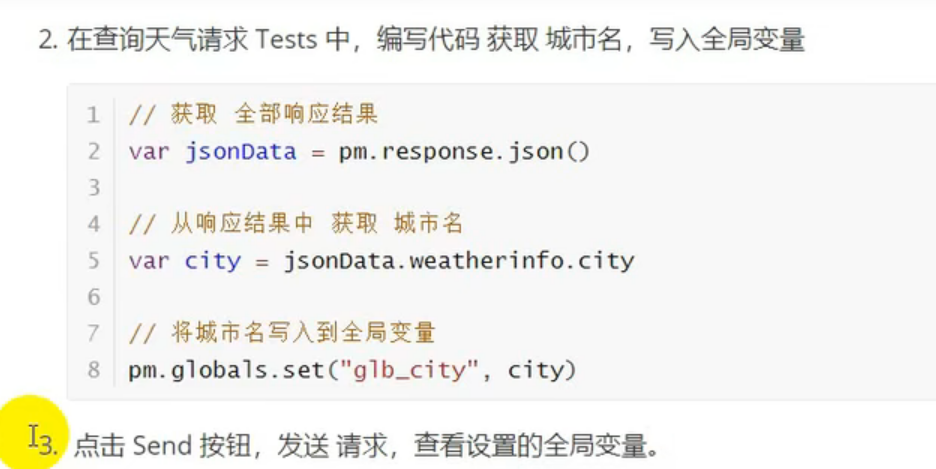 2. 在查询天气请求 Tests 中，编写代码 获取 城市名，写入全局变量
1 // 获取 全部响应结果
2 var jsonData = pm.response.json()
3
4 // 从响应结果中 获取 城市名
5 var city = jsonData.weatherinfo.city
6
7 // 将城市名写入到全局变量
8 pm.globals.set("glb_city", city)
3. 点击 Send 按钮，发送 请求，查看设置的全局变量。